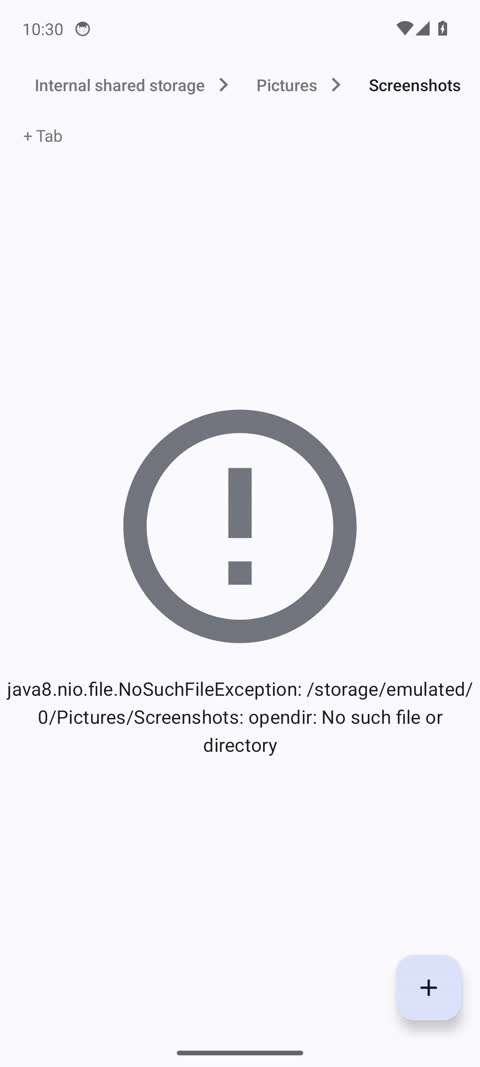 10:30
Internal shared storage
Pictures
Screenshots
+ Tab
java8.nio.file.NoSuchFileException: /storage/emulated/
0/Pictures/Screenshots: opendir: No such file or
directory